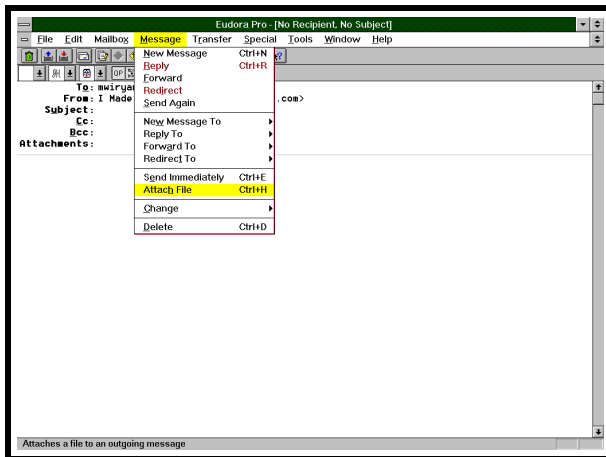 Eudora Pro - [No Recipient, No Subject]
File Edit Mailbox Message Transfer Special Tools Window Help
QP
To: mwirya
From: I Made .com>
Subject:
Cc:
Bcc:
Attachments:
New Message Ctrl+N
Reply Ctrl+R
Forward
Redirect
Send Again
New Message To
Reply To
Forward To
Redirect To
Send Immediately Ctrl+E
Attach File Ctrl+H
Change
Delete Ctrl+D
Attaches a file to an outgoing message